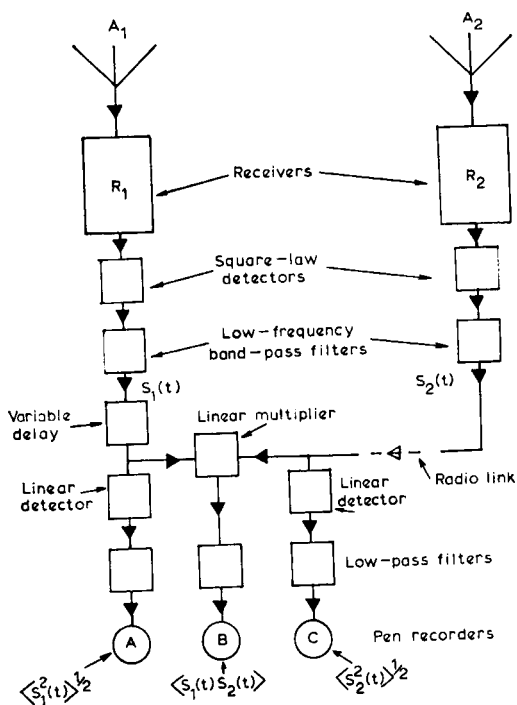 A₁
A₂
R₁
Receivers
R₂
Square-law
detectors
Low-frequency
band-pass filters
S₁(t)
S₂(t)
Variable
delay
Linear multiplier
Linear
detector
Linear
detector
Radio link
Low-pass filters
A
B
C
Pen recorders
⟨S₁²(t)⟩^½
⟨S₁(t) S₂(t)⟩
⟨S₂²(t)⟩^½